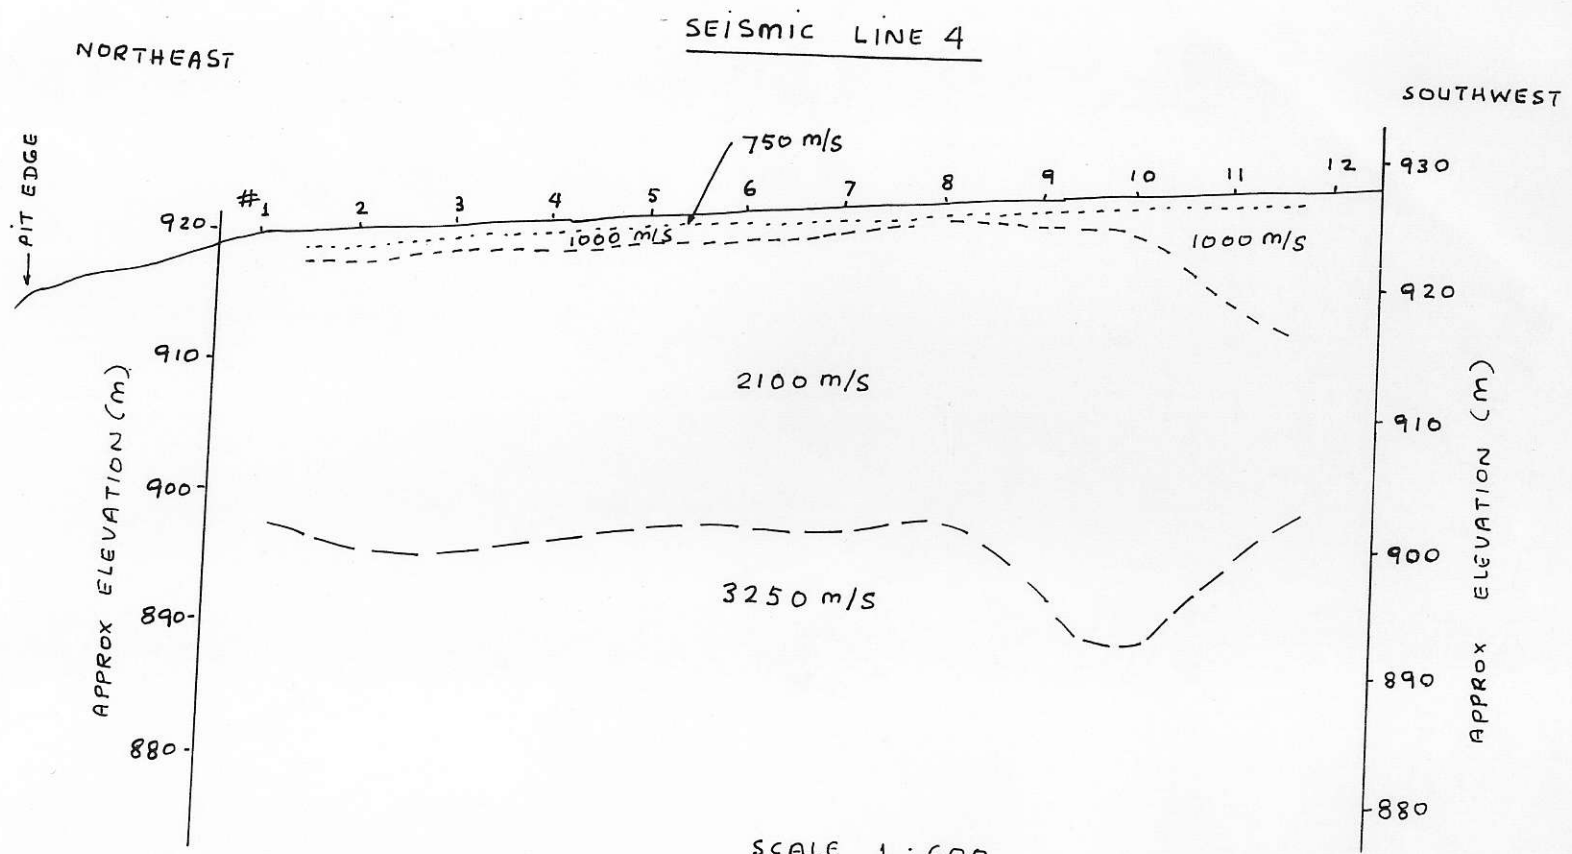 SEISMIC LINE 4
NORTHEAST
SOUTHWEST
PIT EDGE
750 m/s
# 1 2 3 4 5 6 7 8 9 10 11 12
1000 m/s
1000 m/s
2100 m/s
3250 m/s
920
910
900
890
880
APPROX ELEVATION (m)
930
920
910
900
890
880
APPROX ELEVATION (m)
SCALE 1: